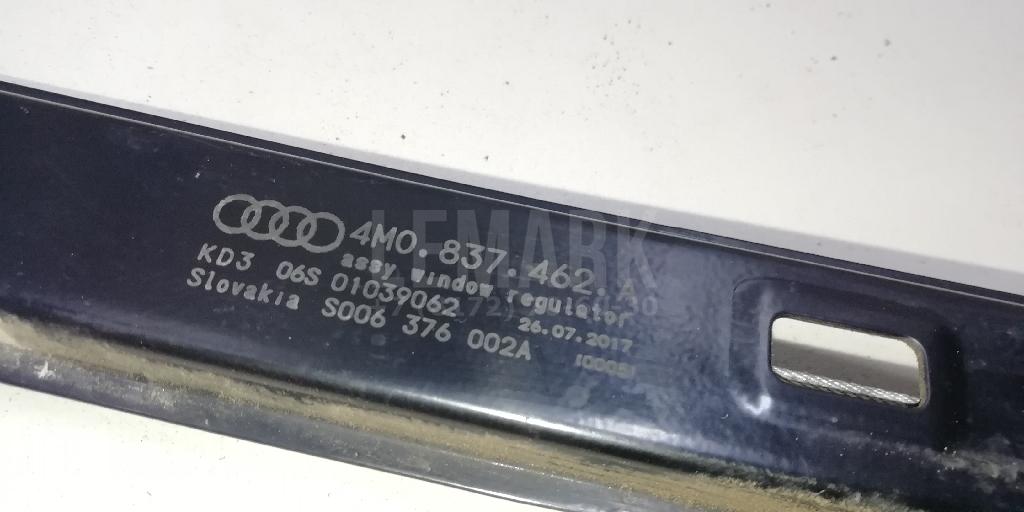 4M0.837.462.A
assy window regulator
KD3 06S 01039062
26.07.2017
Slovakia S006 376 002A
LEMARK